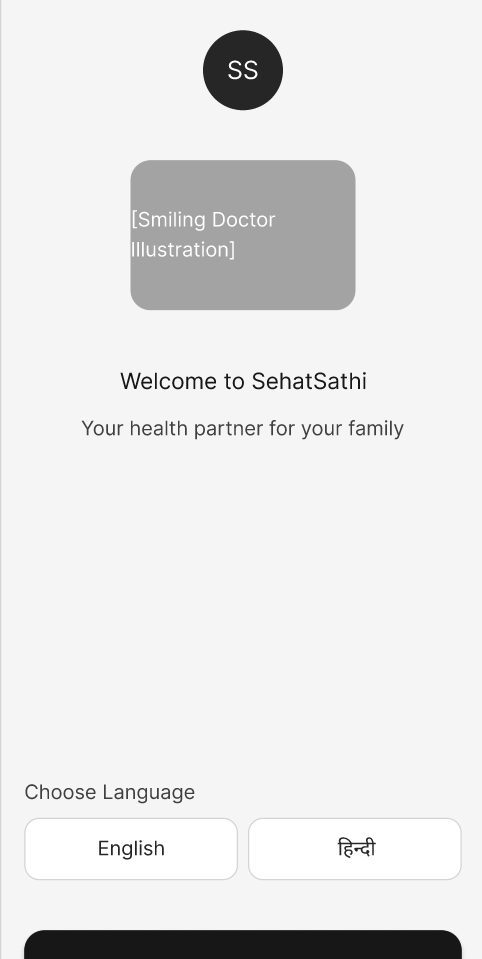 SS
[Smiling Doctor
Illustration]
Welcome to SehatSathi
Your health partner for your family
Choose Language
English
हिन्दी